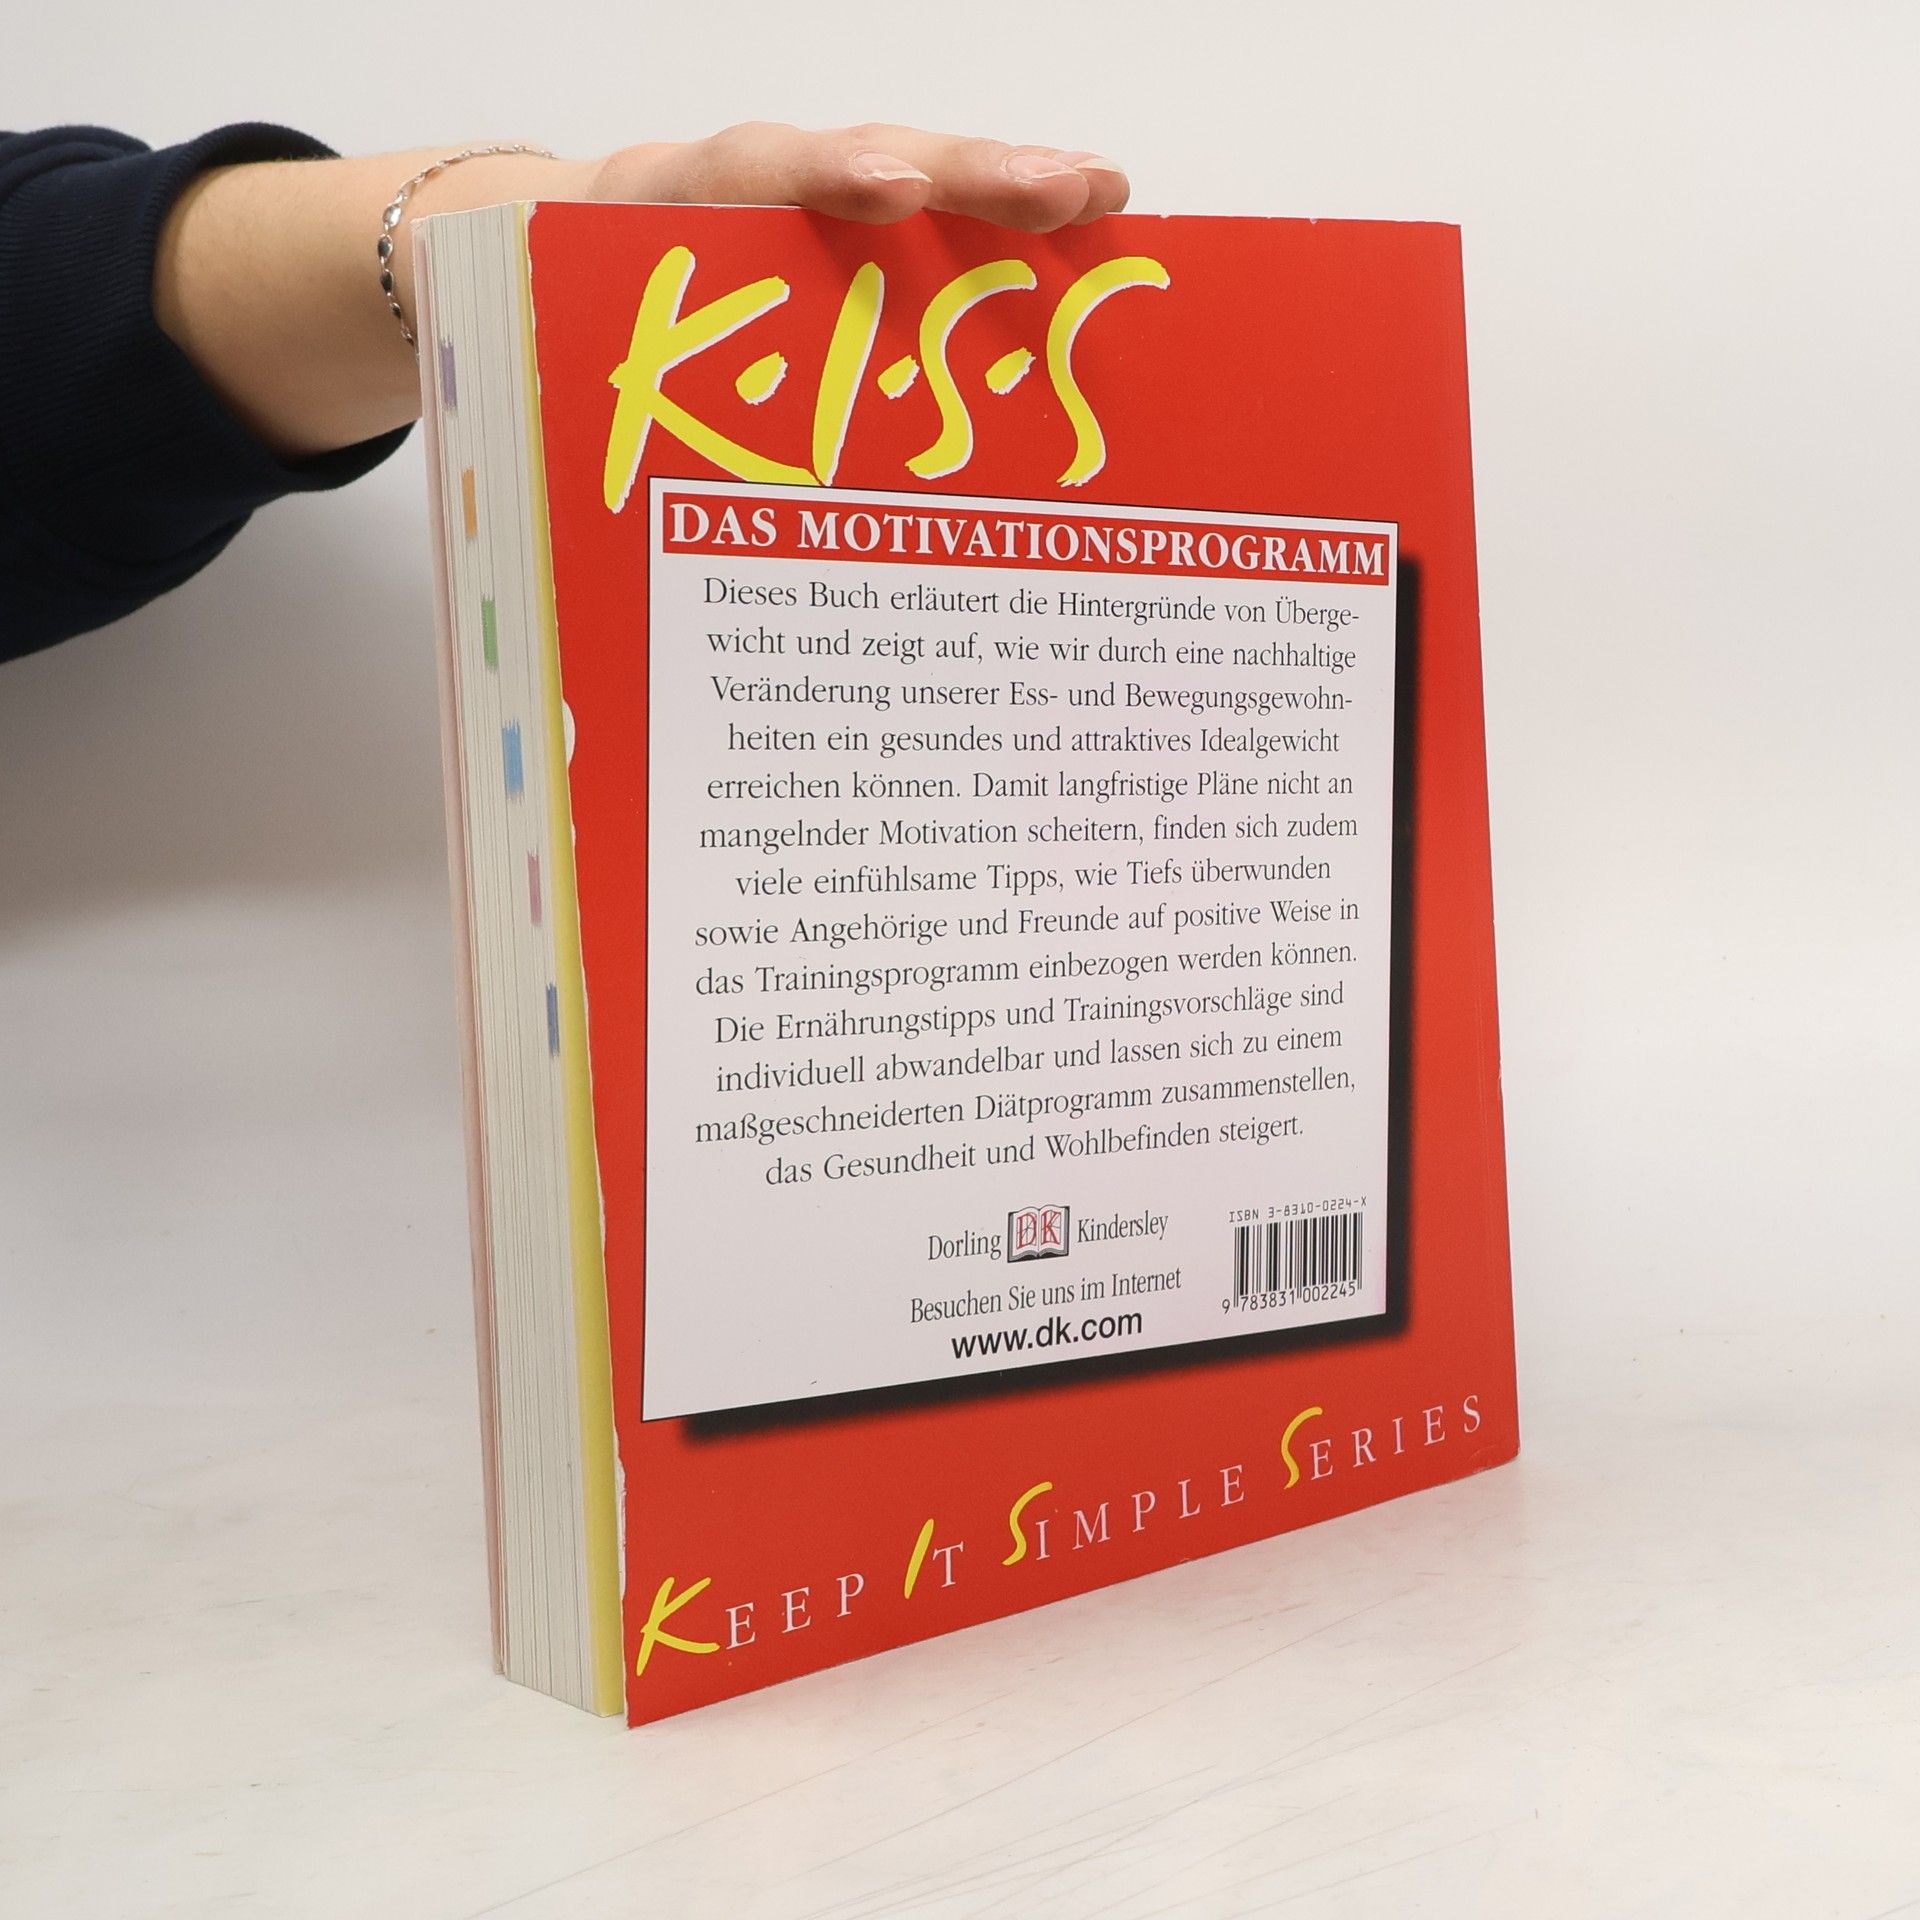 K·I·S·S
DAS MOTIVATIONSPROGRAMM
Dieses Buch erläutert die Hintergründe von Überge-
wicht und zeigt auf, wie wir durch eine nachhaltige
Veränderung unserer Ess- und Bewegungsgewohn-
heiten ein gesundes und attraktives Idealgewicht
erreichen können. Damit langfristige Pläne nicht an
mangelnder Motivation scheitern, finden sich zudem
viele einfühlsame Tipps, wie Tiefs überwunden
sowie Angehörige und Freunde auf positive Weise in
das Trainingsprogramm einbezogen werden können.
Die Ernährungstipps und Trainingsvorschläge sind
individuell abwandelbar und lassen sich zu einem
maßgeschneiderten Diätprogramm zusammenstellen,
das Gesundheit und Wohlbefinden steigert.
Dorling DK Kindersley
Besuchen Sie uns im Internet
www.dk.com
ISBN 3-8310-0224-X
9 783831 002245
KEEP IT SIMPLE SERIES